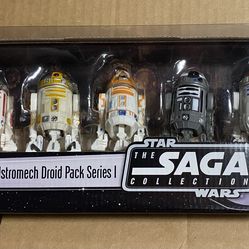 Astromech Droid Pack Series I
STAR
THE
SAGA
COLLECTION
WARS